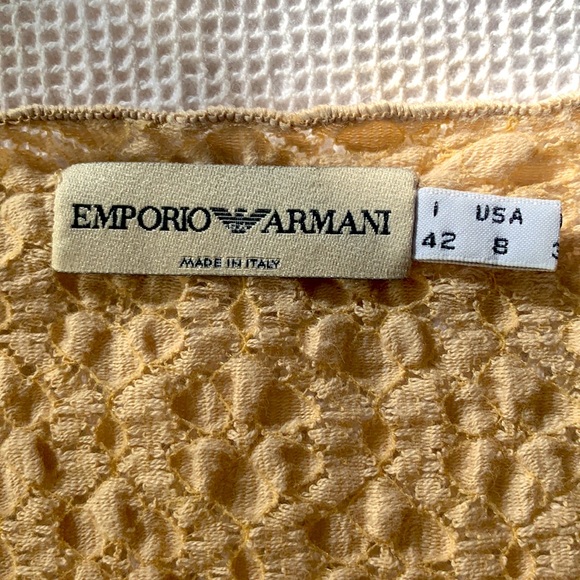 EMPORIO ARMANI
MADE IN ITALY
I USA
42 8